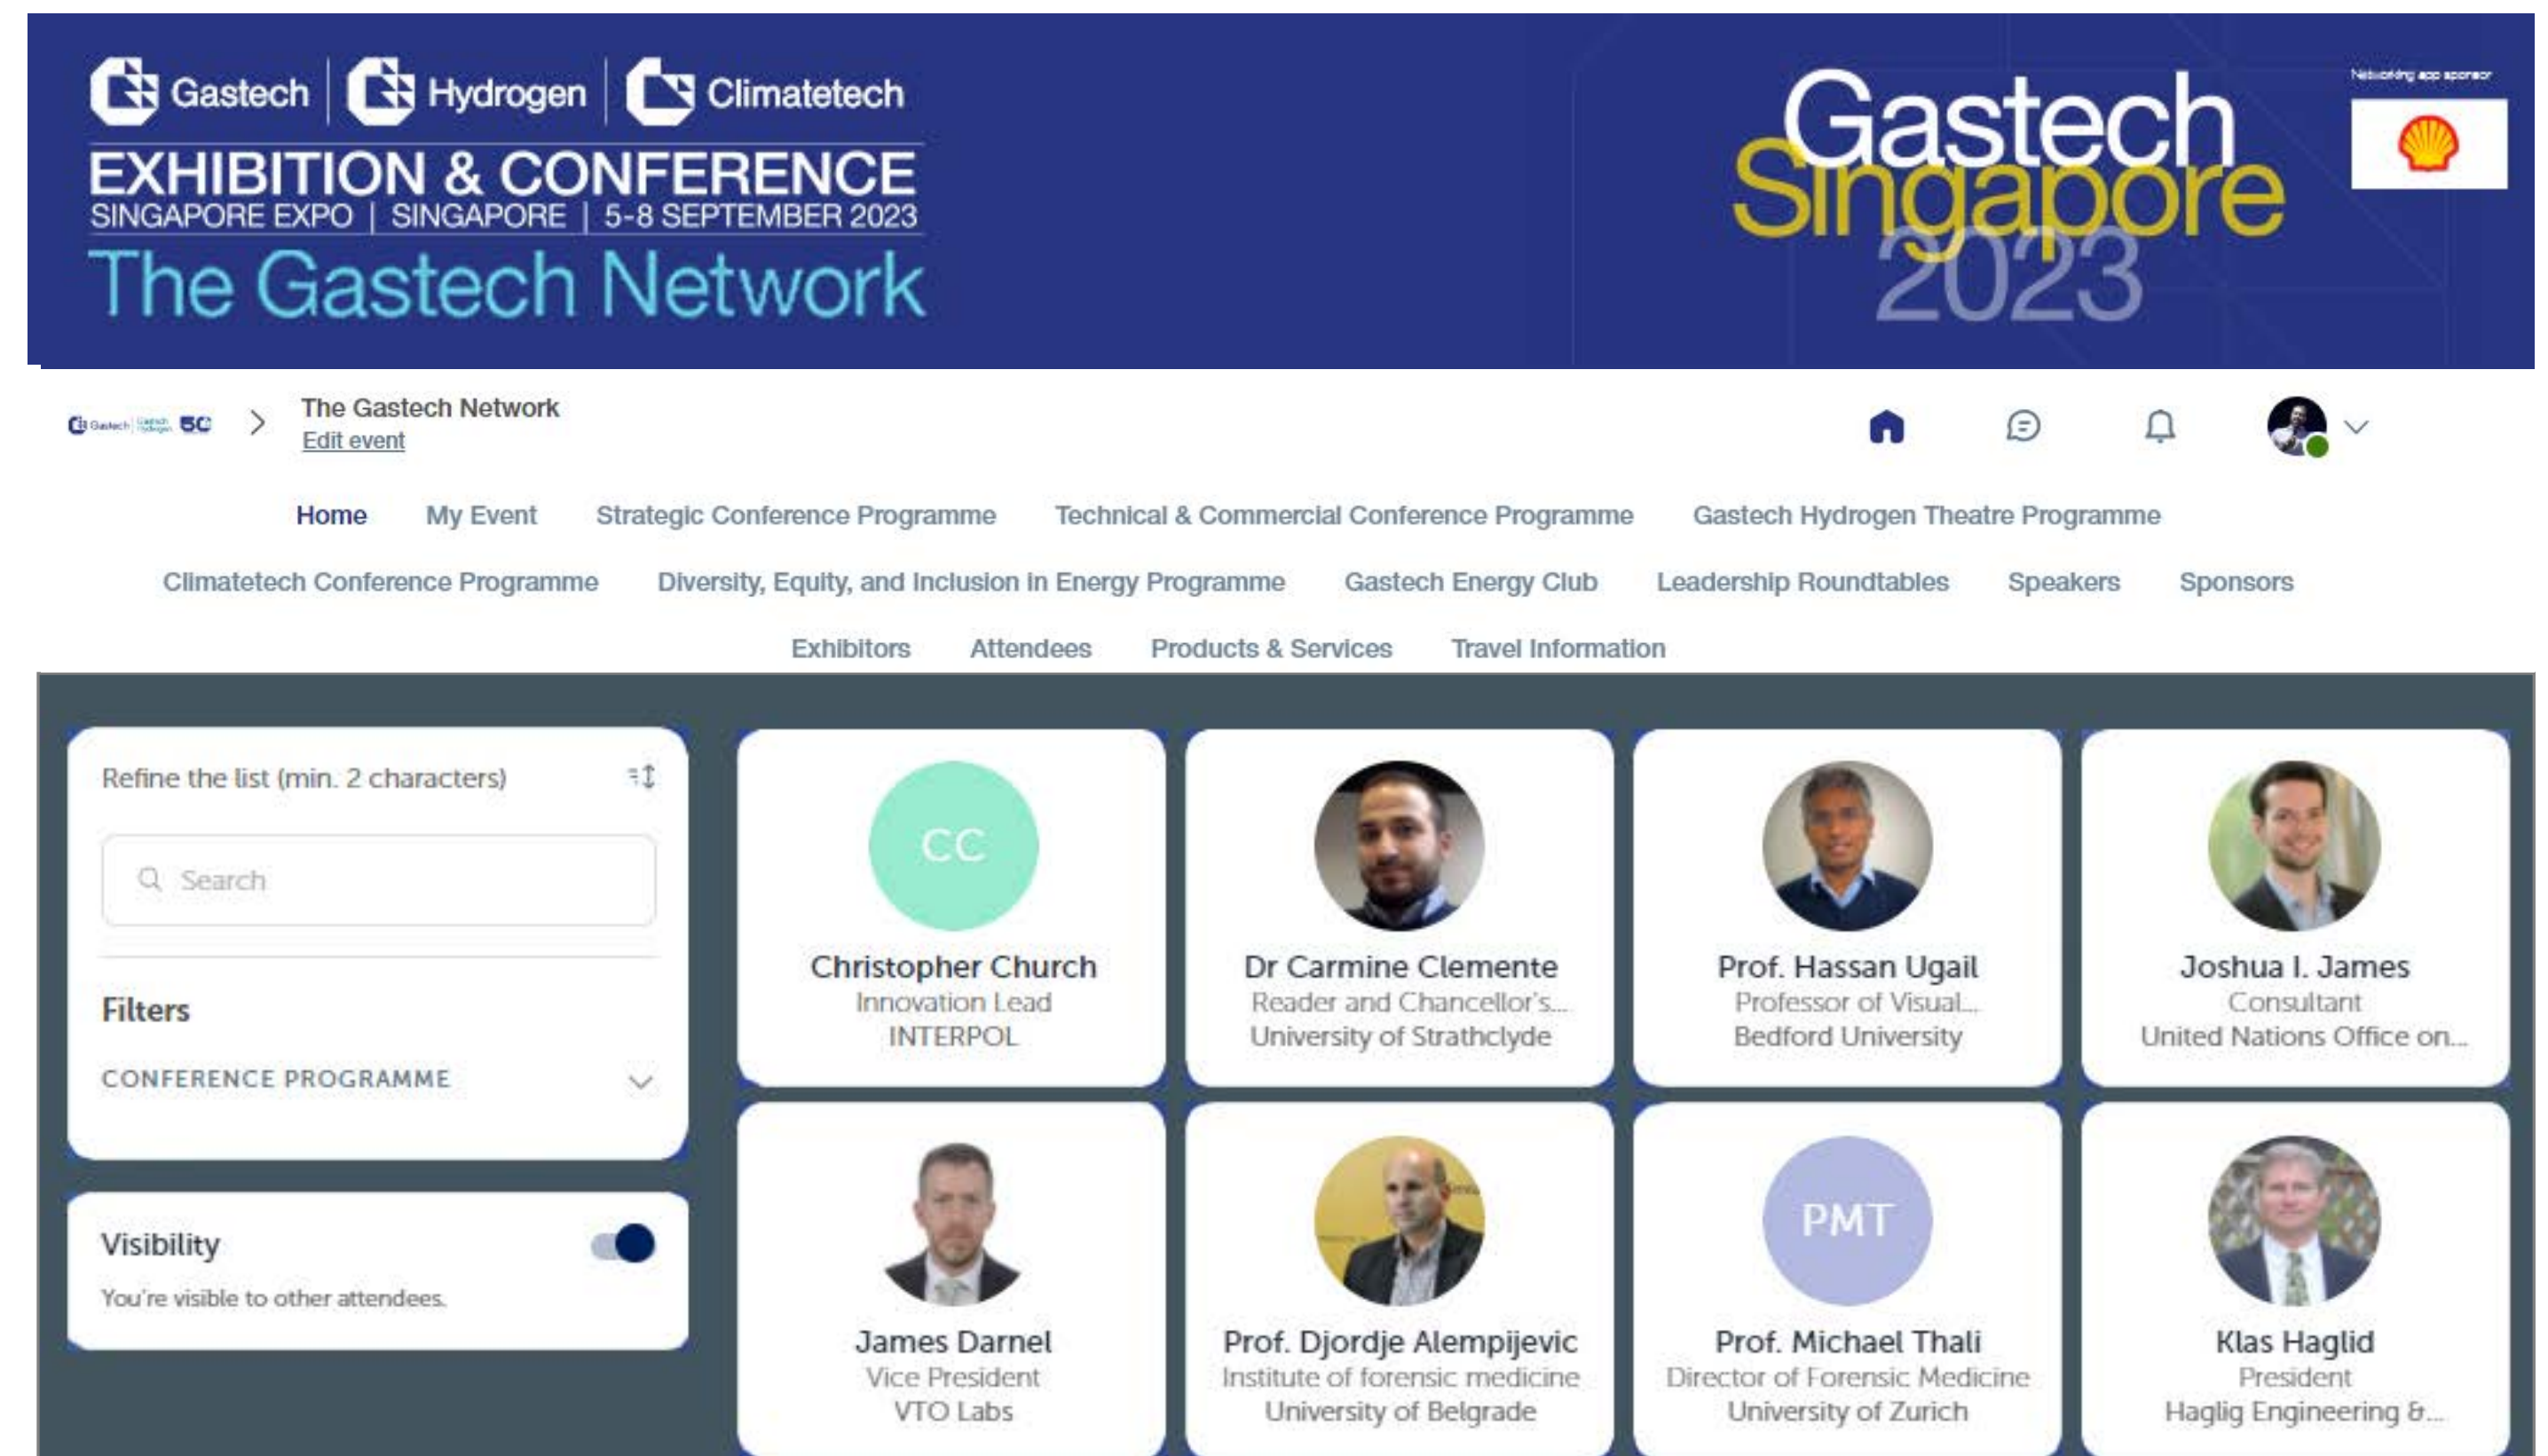 Gastech | Hydrogen | Climatetech
EXHIBITION & CONFERENCE
SINGAPORE EXPO | SINGAPORE | 5-8 SEPTEMBER 2023
The Gastech Network
Gastech
Singapore
2023
Networking app sponsor
Gastech
50
The Gastech Network
Edit event
Home My Event Strategic Conference Programme Technical & Commercial Conference Programme Gastech Hydrogen Theatre Programme
Climatetech Conference Programme Diversity, Equity, and Inclusion in Energy Programme Gastech Energy Club Leadership Roundtables Speakers Sponsors
Exhibitors Attendees Products & Services Travel Information
Refine the list (min. 2 characters)
Search
Filters
CONFERENCE PROGRAMME
Visibility
You're visible to other attendees.
CC
Christopher Church
Innovation Lead
INTERPOL
Dr Carmine Clemente
Reader and Chancellor's...
University of Strathclyde
Prof. Hassan Ugail
Professor of Visual...
Bedford University
Joshua I. James
Consultant
United Nations Office on...
James Darnel
Vice President
VTO Labs
Prof. Djordje Alempijevic
Institute of forensic medicine
University of Belgrade
PMT
Prof. Michael Thali
Director of Forensic Medicine
University of Zurich
Klas Haglid
President
Haglig Engineering &...